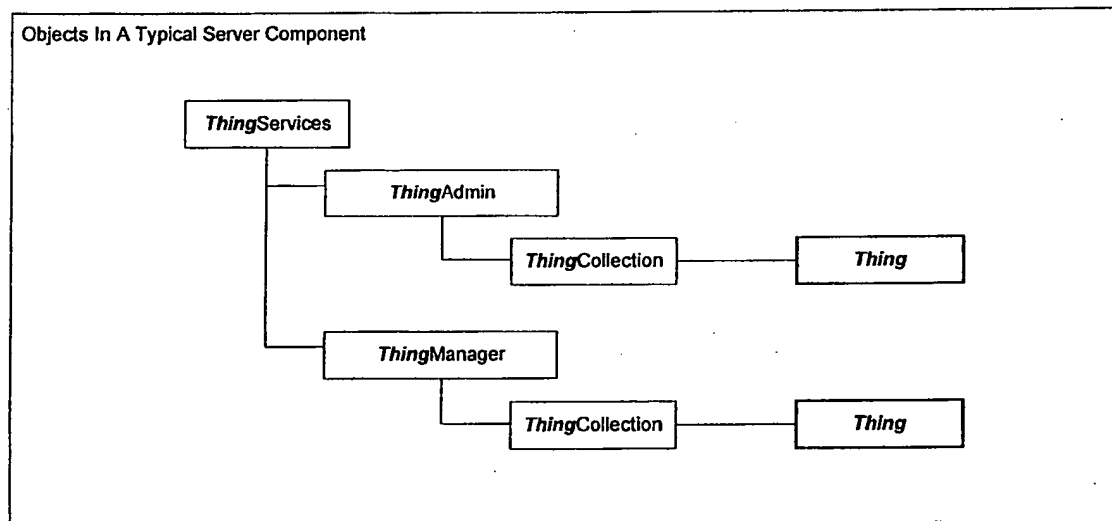 Objects In A Typical Server Component
ThingServices
ThingAdmin
ThingCollection
Thing
ThingManager
ThingCollection
Thing